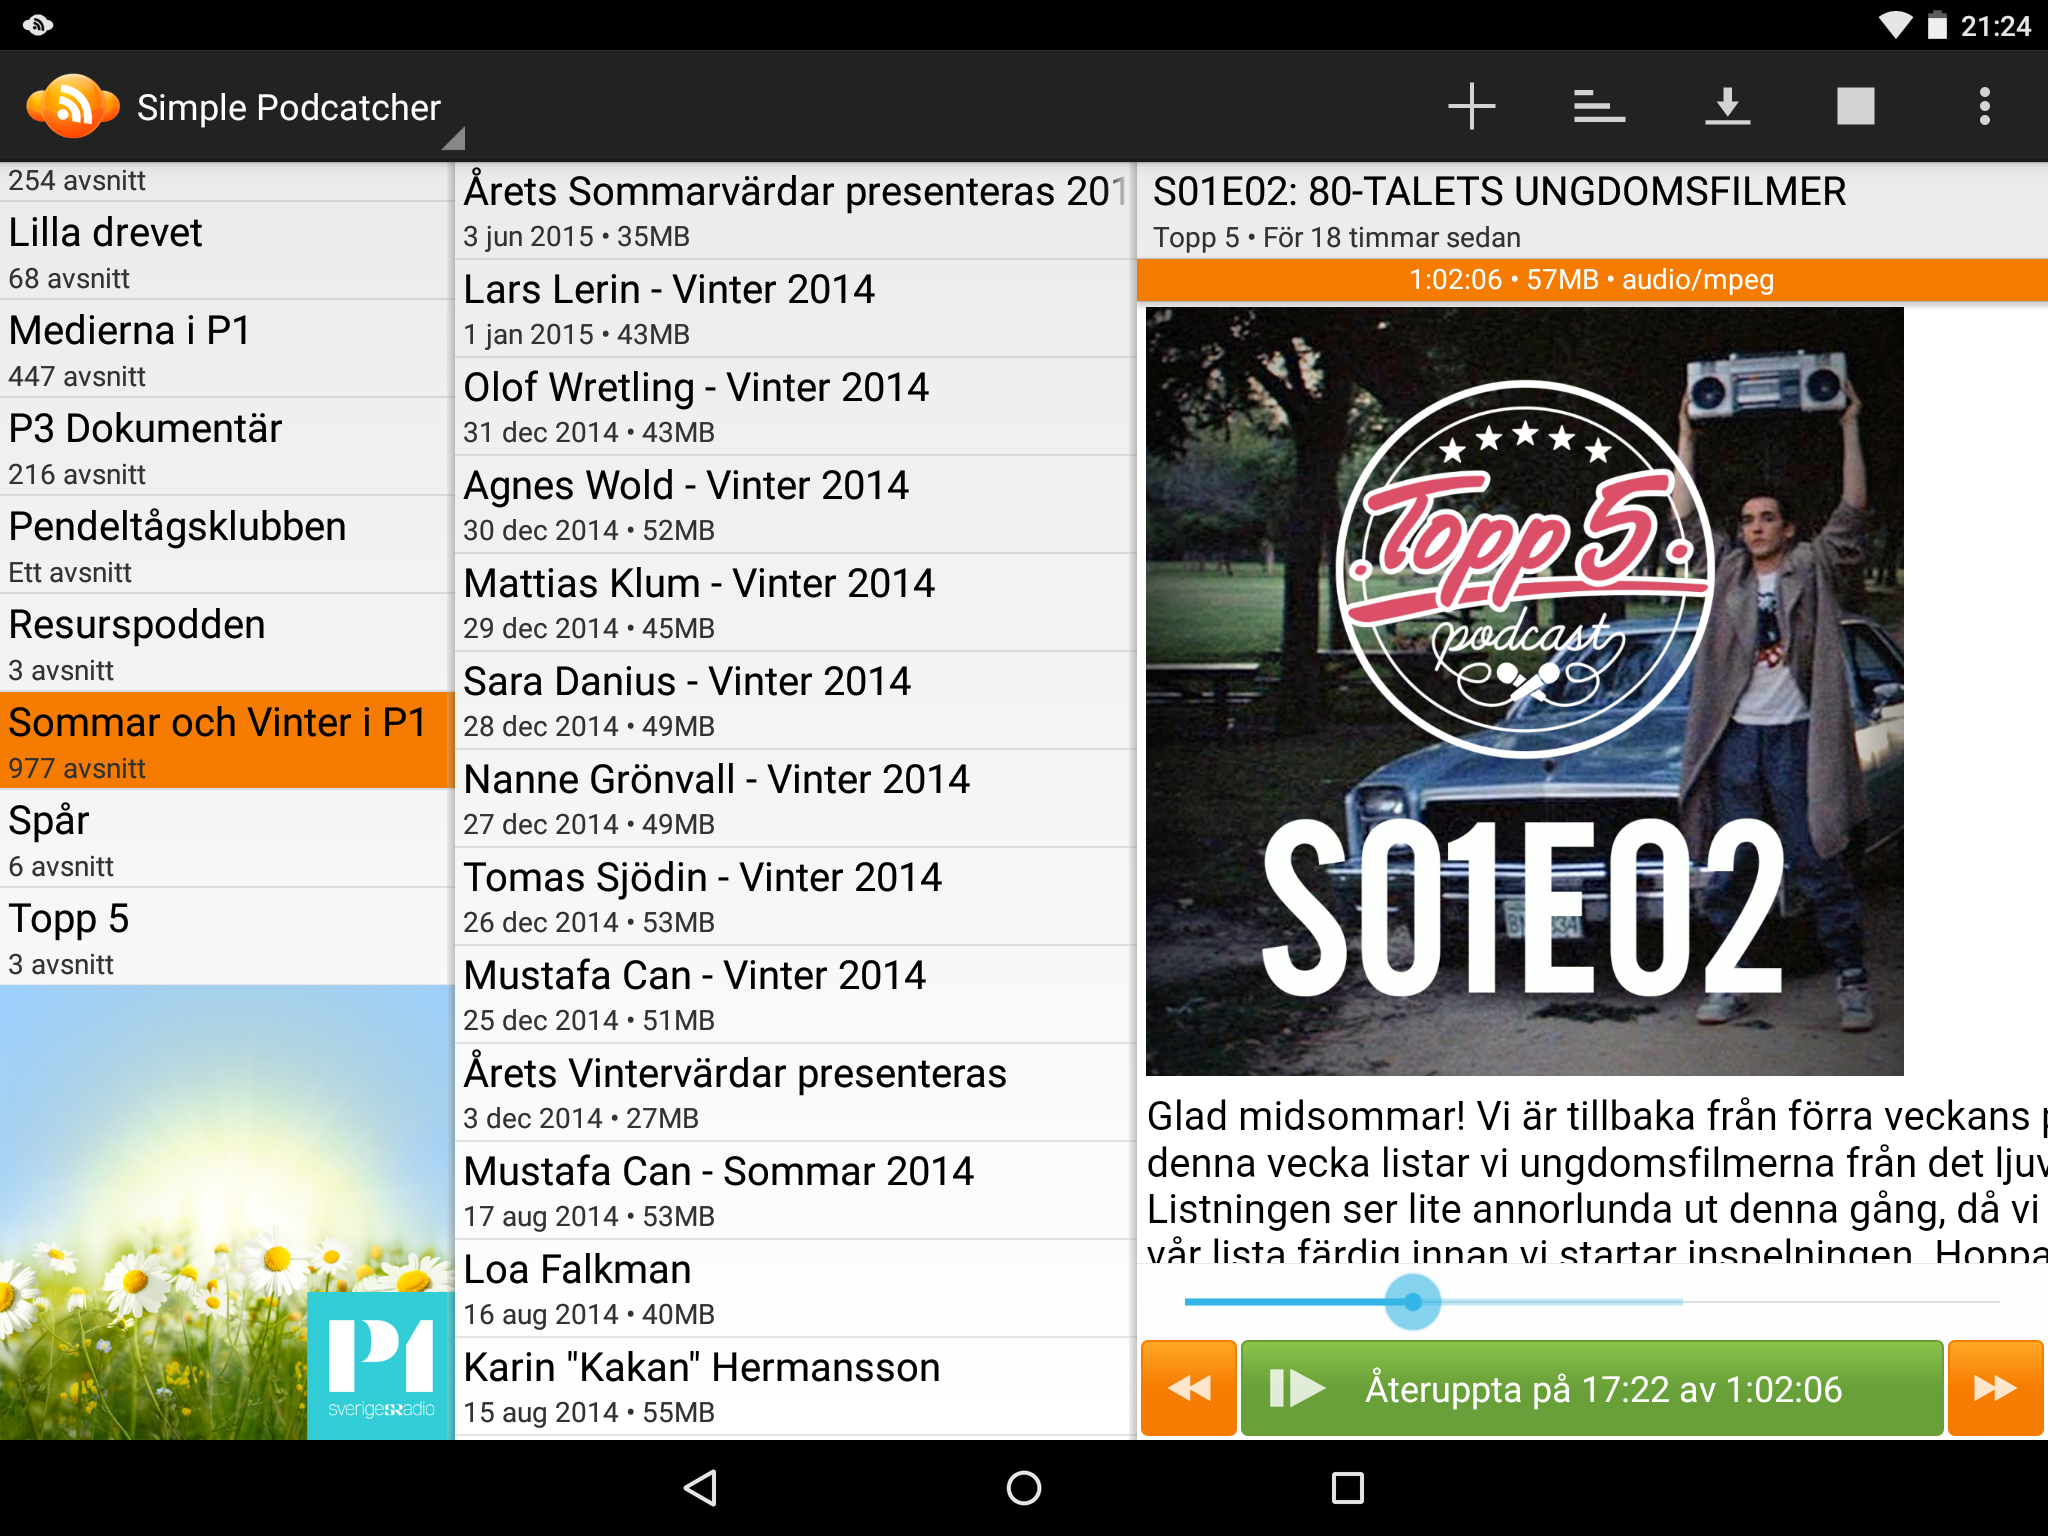 21:24
Simple Podcatcher
254 avsnitt
Lilla drevet
68 avsnitt
Medierna i P1
447 avsnitt
P3 Dokumentär
216 avsnitt
Pendeltågsklubben
Ett avsnitt
Resurspodden
3 avsnitt
Sommar och Vinter i P1
977 avsnitt
Spår
6 avsnitt
Topp 5
3 avsnitt
P1
sverigesRadio
Årets Sommarvärdar presenteras 201
3 jun 2015 • 35MB
Lars Lerin - Vinter 2014
1 jan 2015 • 43MB
Olof Wretling - Vinter 2014
31 dec 2014 • 43MB
Agnes Wold - Vinter 2014
30 dec 2014 • 52MB
Mattias Klum - Vinter 2014
29 dec 2014 • 45MB
Sara Danius - Vinter 2014
28 dec 2014 • 49MB
Nanne Grönvall - Vinter 2014
27 dec 2014 • 49MB
Tomas Sjödin - Vinter 2014
26 dec 2014 • 53MB
Mustafa Can - Vinter 2014
25 dec 2014 • 51MB
Årets Vintervärdar presenteras
3 dec 2014 • 27MB
Mustafa Can - Sommar 2014
17 aug 2014 • 53MB
Loa Falkman
16 aug 2014 • 40MB
Karin "Kakan" Hermansson
15 aug 2014 • 55MB
S01E02: 80-TALETS UNGDOMSFILMER
Topp 5 • För 18 timmar sedan
1:02:06 • 57MB • audio/mpeg
Topp 5
podcast
S01E02
Glad midsommar! Vi är tillbaka från förra veckans
denna vecka listar vi ungdomsfilmerna från det ljuv
Listningen ser lite annorlunda ut denna gång, då vi
vår lista färdig innan vi startar inspelningen. Hoppa
Återuppta på 17:22 av 1:02:06